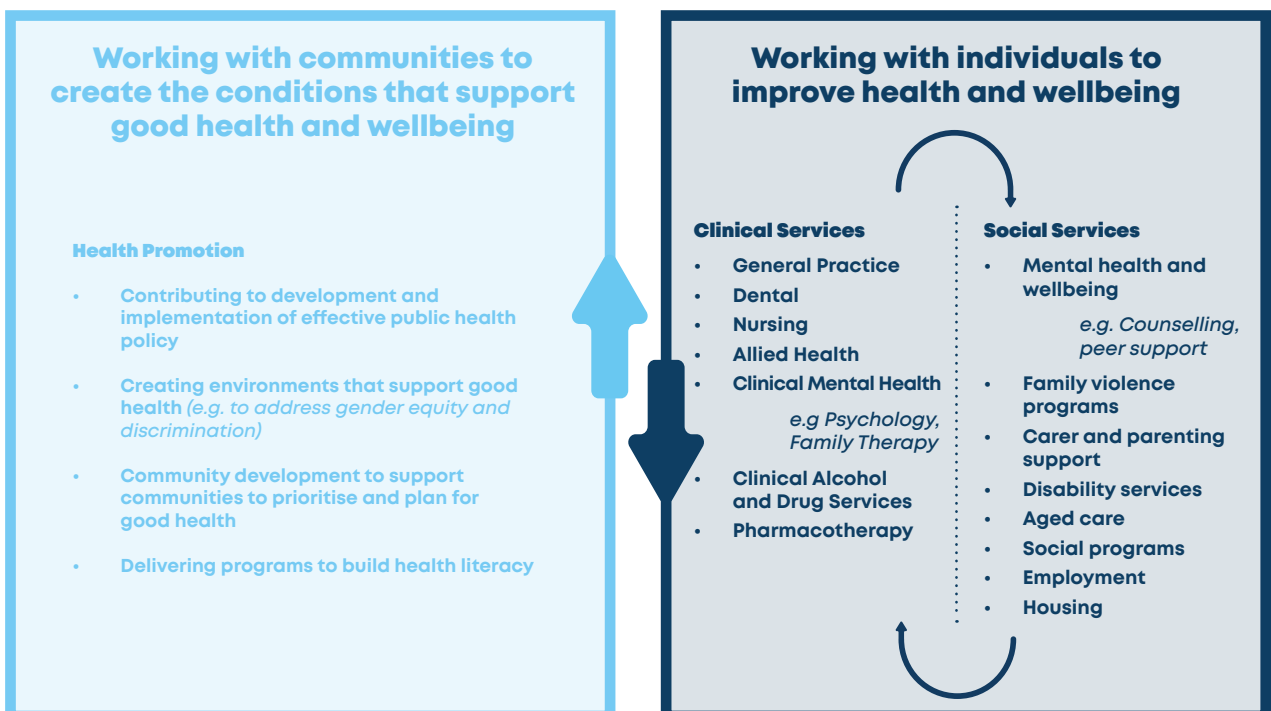 Working with communities to
create the conditions that support
good health and wellbeing
Health Promotion
• Contributing to development and
implementation of effective public health
policy
• Creating environments that support good
health (e.g. to address gender equity and
discrimination)
• Community development to support
communities to prioritise and plan for
good health
• Delivering programs to build health literacy
Working with individuals to
improve health and wellbeing
Clinical Services
• General Practice
• Dental
• Nursing
• Allied Health
• Clinical Mental Health
e.g Psychology,
Family Therapy
• Clinical Alcohol
and Drug Services
• Pharmacotherapy
Social Services
• Mental health and
wellbeing
e.g. Counselling,
peer support
• Family violence
programs
• Carer and parenting
support
• Disability services
• Aged care
• Social programs
• Employment
• Housing